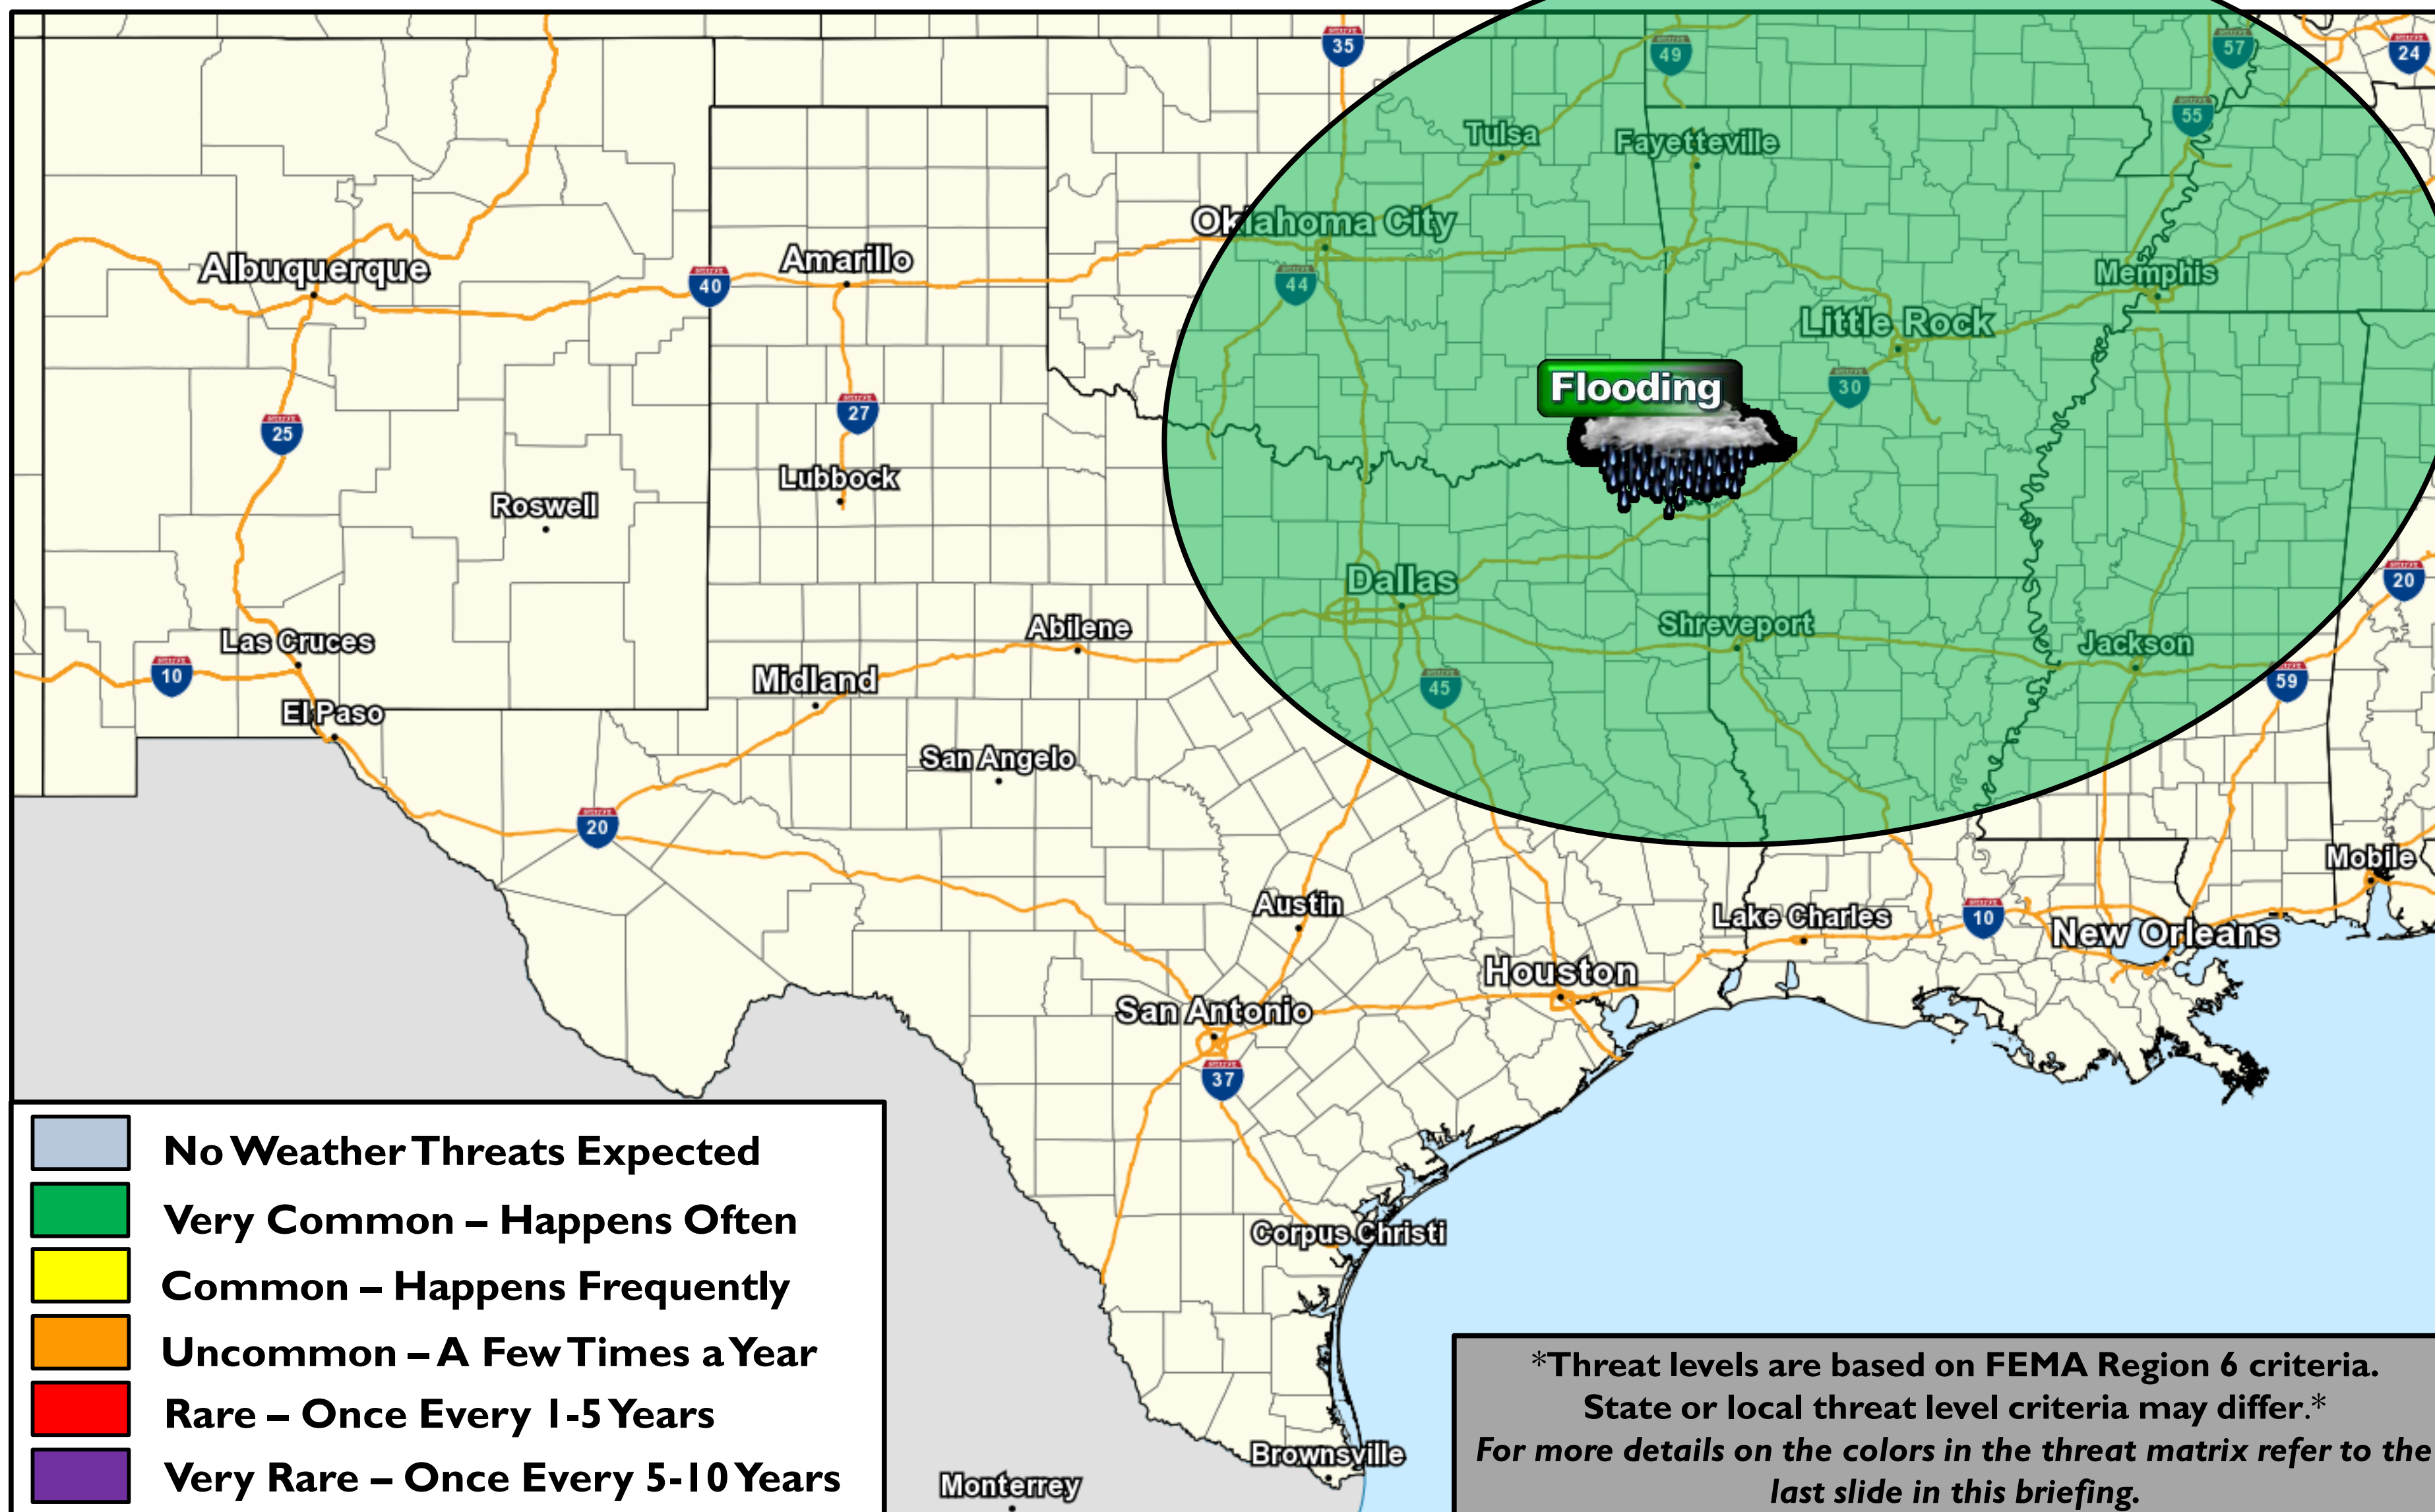 35
49
57
24
55
Tulsa
Fayetteville
Oklahoma City
Albuquerque
Amarillo
40
44
Memphis
Little Rock
Flooding
30
27
25
Lubbock
Roswell
Dallas
20
Abilene
Shreveport
Las Cruces
Jackson
10
Midland
45
59
El Paso
San Angelo
20
Mobile
Austin
Lake Charles
10
New Orleans
Houston
San Antonio
37
Corpus Christi
Brownsville
Monterrey
No Weather Threats Expected
Very Common – Happens Often
Common – Happens Frequently
Uncommon – A Few Times a Year
Rare – Once Every 1-5 Years
Very Rare – Once Every 5-10 Years
*Threat levels are based on FEMA Region 6 criteria.
State or local threat level criteria may differ.*
For more details on the colors in the threat matrix refer to the
last slide in this briefing.